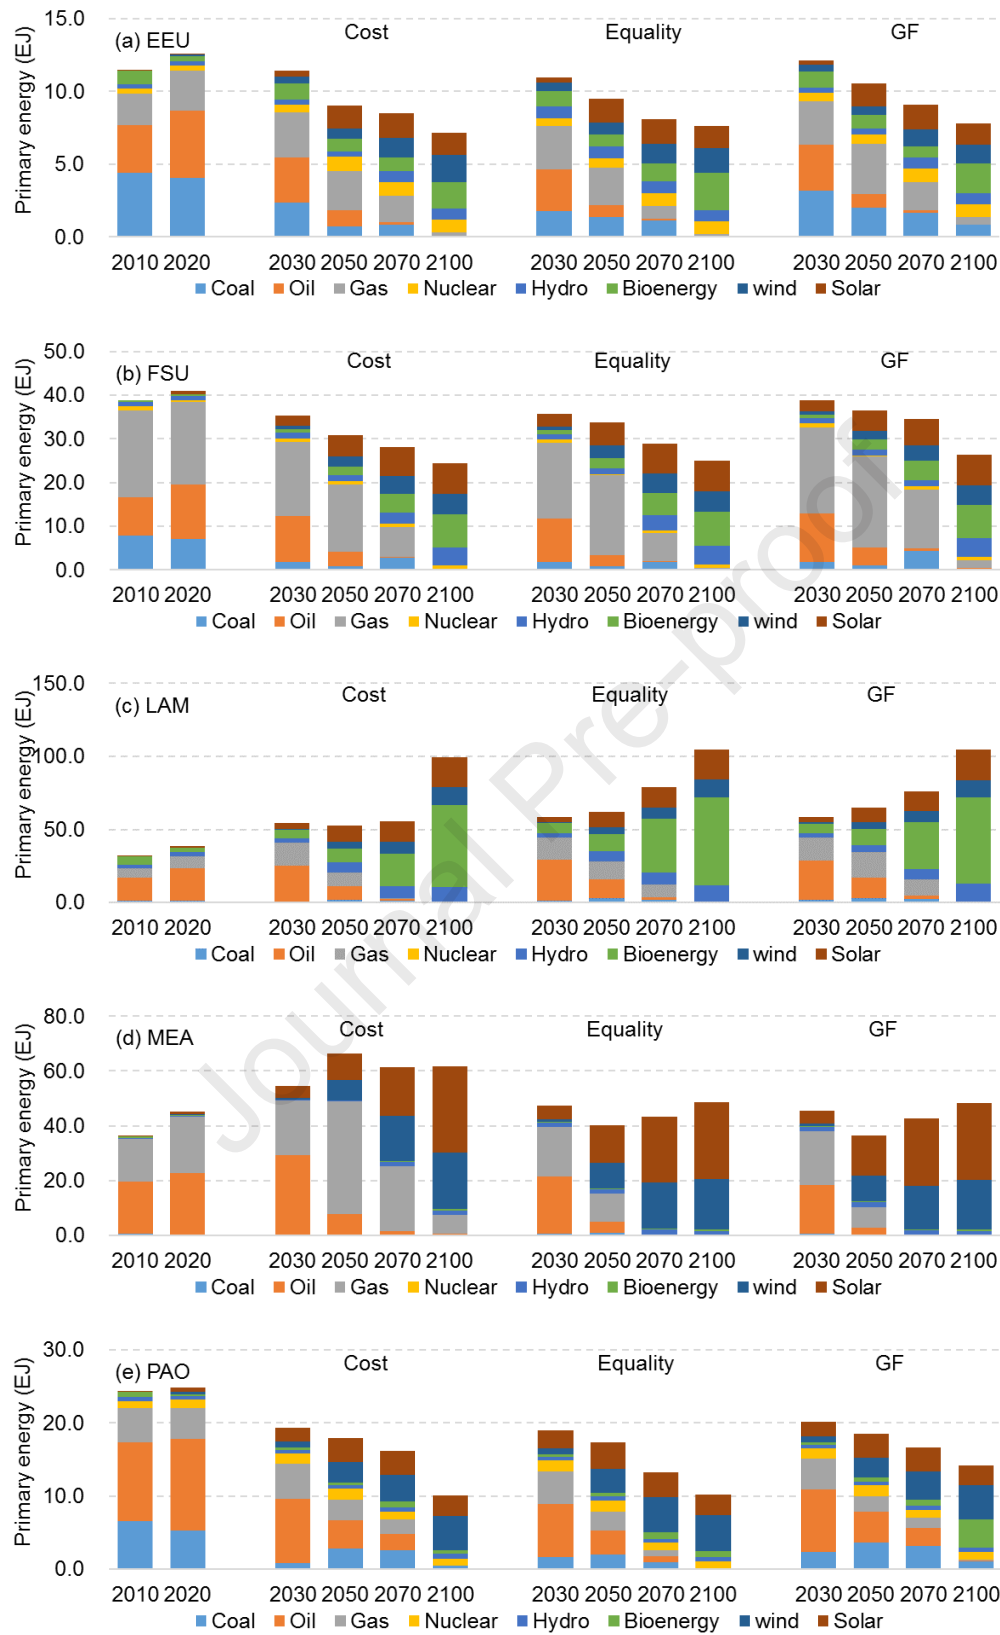 (a) EEU Cost Equality GF
Primary energy (EJ)
15.0
10.0
5.0
0.0
2010 2020 2030 2050 2070 2100 2030 2050 2070 2100 2030 2050 2070 2100
Coal Oil Gas Nuclear Hydro Bioenergy wind Solar
(b) FSU Cost Equality GF
Primary energy (EJ)
50.0
40.0
30.0
20.0
10.0
0.0
2010 2020 2030 2050 2070 2100 2030 2050 2070 2100 2030 2050 2070 2100
Coal Oil Gas Nuclear Hydro Bioenergy wind Solar
(c) LAM Cost Equality GF
Primary energy (EJ)
150.0
100.0
50.0
0.0
2010 2020 2030 2050 2070 2100 2030 2050 2070 2100 2030 2050 2070 2100
Coal Oil Gas Nuclear Hydro Bioenergy wind Solar
(d) MEA Cost Equality GF
Primary energy (EJ)
80.0
60.0
40.0
20.0
0.0
2010 2020 2030 2050 2070 2100 2030 2050 2070 2100 2030 2050 2070 2100
Coal Oil Gas Nuclear Hydro Bioenergy wind Solar
(e) PAO Cost Equality GF
Primary energy (EJ)
30.0
20.0
10.0
0.0
2010 2020 2030 2050 2070 2100 2030 2050 2070 2100 2030 2050 2070 2100
Coal Oil Gas Nuclear Hydro Bioenergy wind Solar
Journal Pre-proof